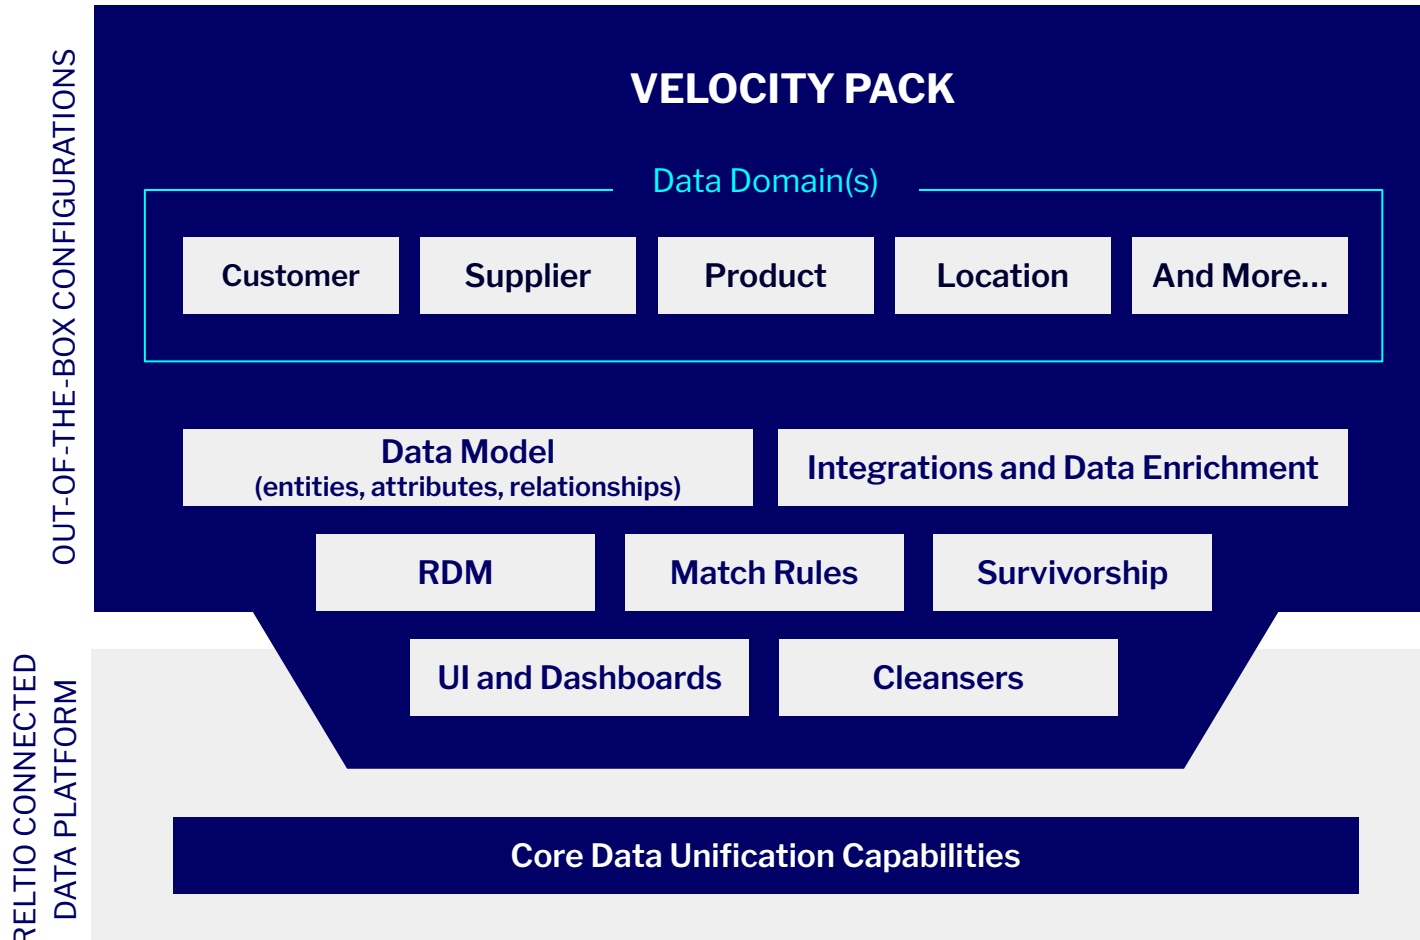 OUT-OF-THE-BOX CONFIGURATIONS
VELOCITY PACK
Data Domain(s)
Customer
Supplier
Product
Location
And More...
Data Model
(entities, attributes, relationships)
Integrations and Data Enrichment
RDM
Match Rules
Survivorship
UI and Dashboards
Cleansers
RELTIO CONNECTED
DATA PLATFORM
Core Data Unification Capabilities